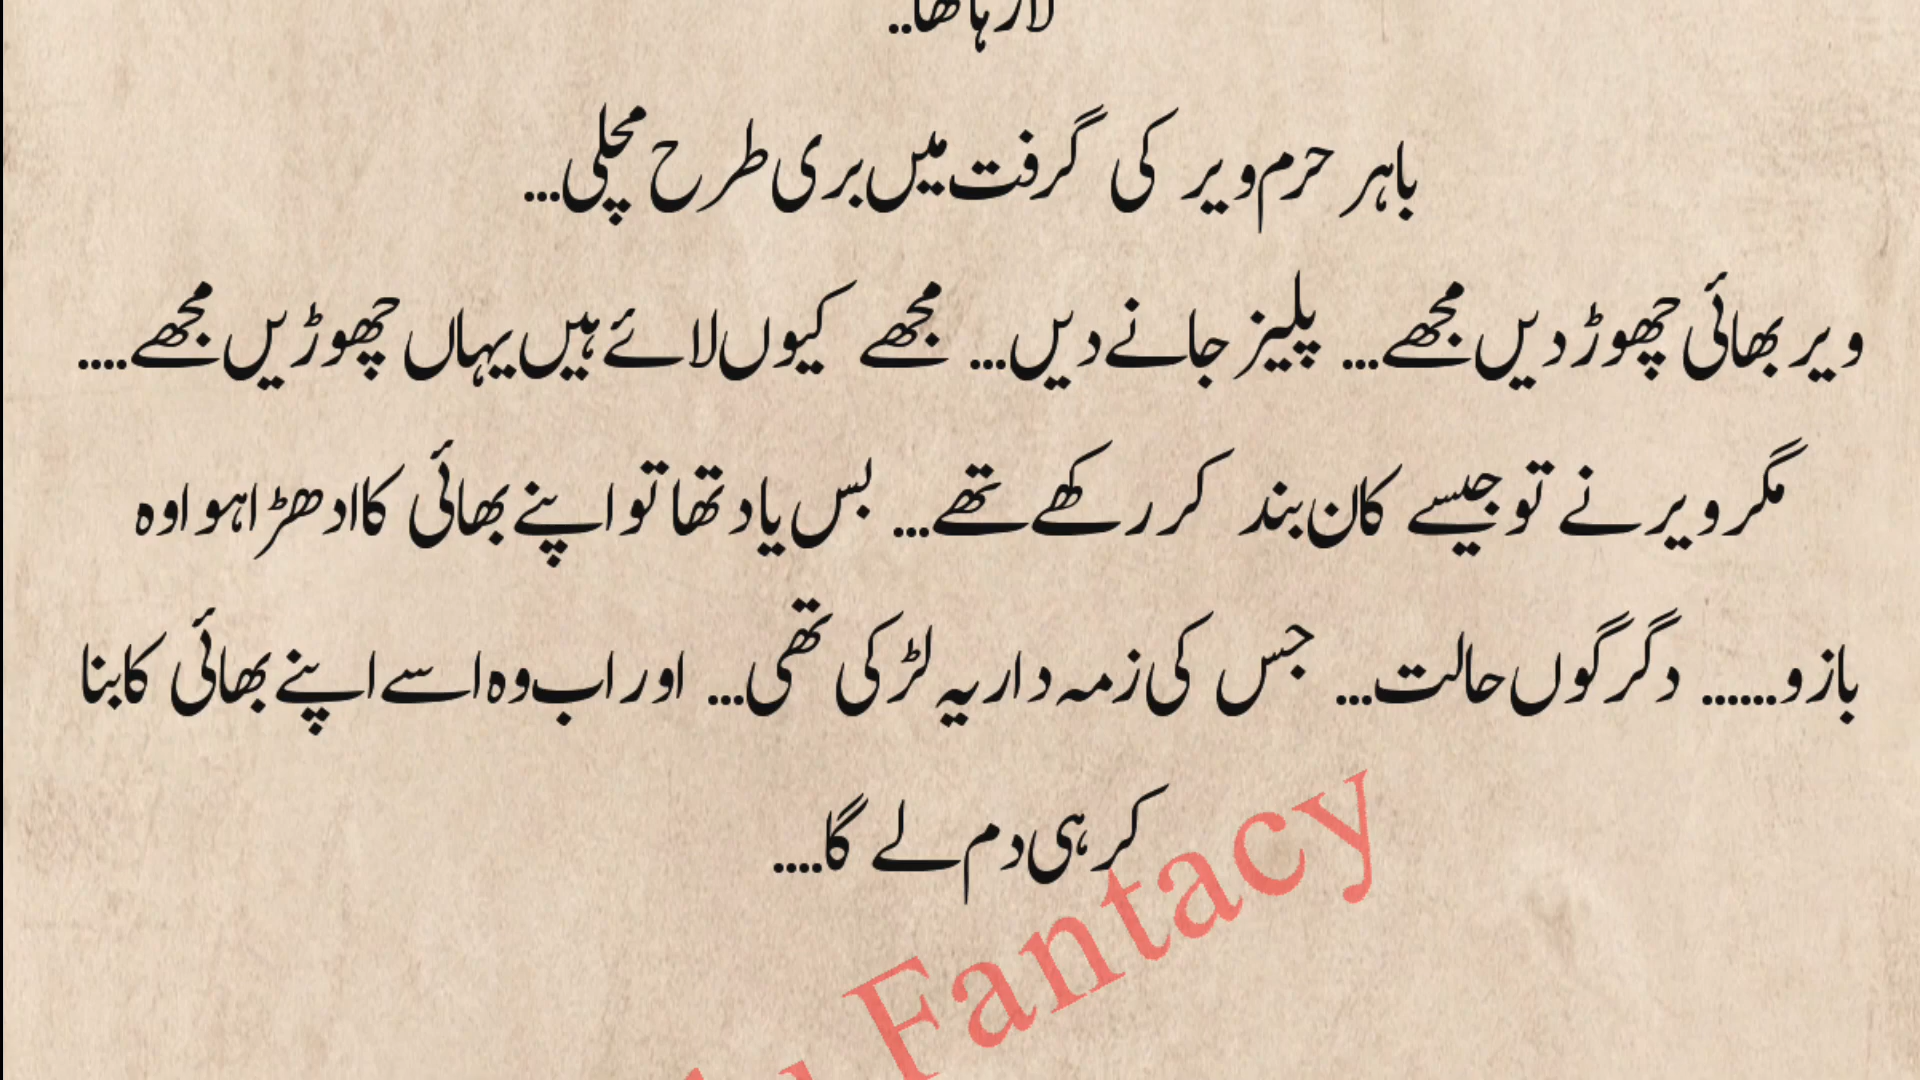 لا رہا تھا..
باہر حرم ویر کی گرفت میں بری طرح مچلی...
ویر بھائی چھوڑ دیں مجھے... پلیز جانے دیں... مجھے کیوں لائے ہیں یہاں چھوڑیں مجھے....
مگر ویر نے تو جیسے کان بند کر رکھے تھے... بس یاد تھا تو اپنے بھائی کا ادھڑا ہوا وہ
بازو...... دگرگوں حالت... جس کی زمہ دار یہ لڑکی تھی... اور اب وہ اسے اپنے بھائی کا بنا
کر ہی دم لے گا....
Fantacy